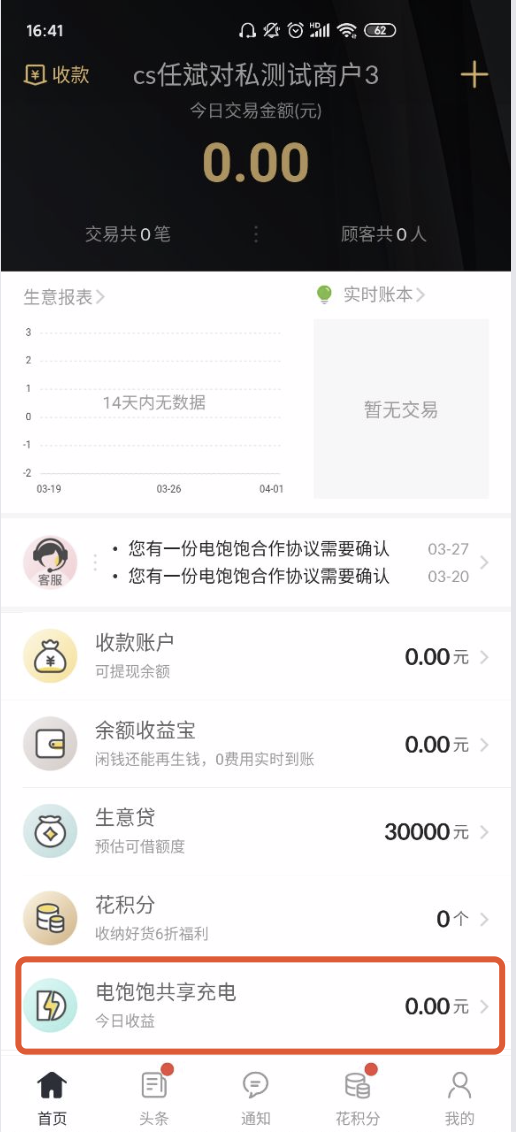 16:41
HD
62
收款
cs任斌对私测试商户3
今日交易金额(元)
0.00
交易共0笔
顾客共0人
生意报表
实时账本
3
2
1
0
-1
-2
14天内无数据
03-19
03-26
04-01
暂无交易
客服
• 您有一份电饱饱合作协议需要确认 03-27
• 您有一份电饱饱合作协议需要确认 03-20
收款账户
可提现余额
0.00元
余额收益宝
闲钱还能再生钱，0费用实时到账
0.00元
生意贷
预估可借额度
30000元
花积分
收纳好货6折福利
0个
电饱饱共享充电
今日收益
0.00元
首页
头条
通知
花积分
我的